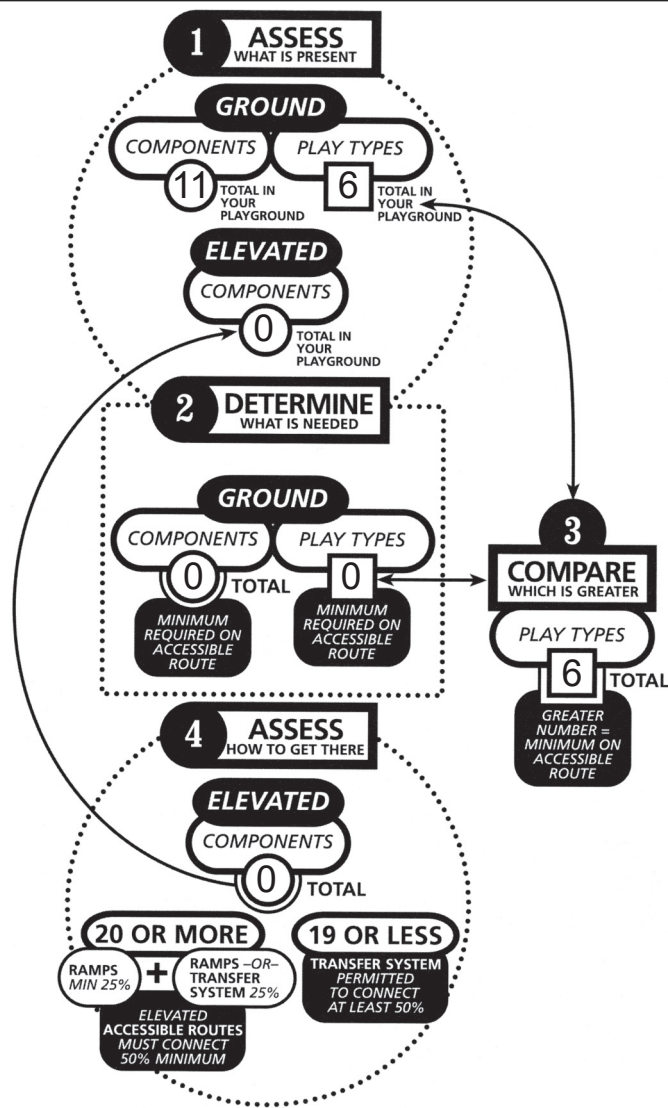 1 ASSESS
WHAT IS PRESENT
GROUND
COMPONENTS
11
TOTAL IN
YOUR
PLAYGROUND
PLAY TYPES
6
TOTAL IN
YOUR
PLAYGROUND
ELEVATED
COMPONENTS
0
TOTAL IN
YOUR
PLAYGROUND
2 DETERMINE
WHAT IS NEEDED
GROUND
COMPONENTS
0 TOTAL
MINIMUM
REQUIRED ON
ACCESSIBLE
ROUTE
PLAY TYPES
0
MINIMUM
REQUIRED ON
ACCESSIBLE
ROUTE
3
COMPARE
WHICH IS GREATER
PLAY TYPES
6 TOTAL
GREATER
NUMBER =
MINIMUM ON
ACCESSIBLE
ROUTE
4 ASSESS
HOW TO GET THERE
ELEVATED
COMPONENTS
0 TOTAL
20 OR MORE
RAMPS
MIN 25%
+
RAMPS –OR–
TRANSFER
SYSTEM 25%
ELEVATED
ACCESSIBLE ROUTES
MUST CONNECT
50% MINIMUM
19 OR LESS
TRANSFER SYSTEM
PERMITTED
TO CONNECT
AT LEAST 50%